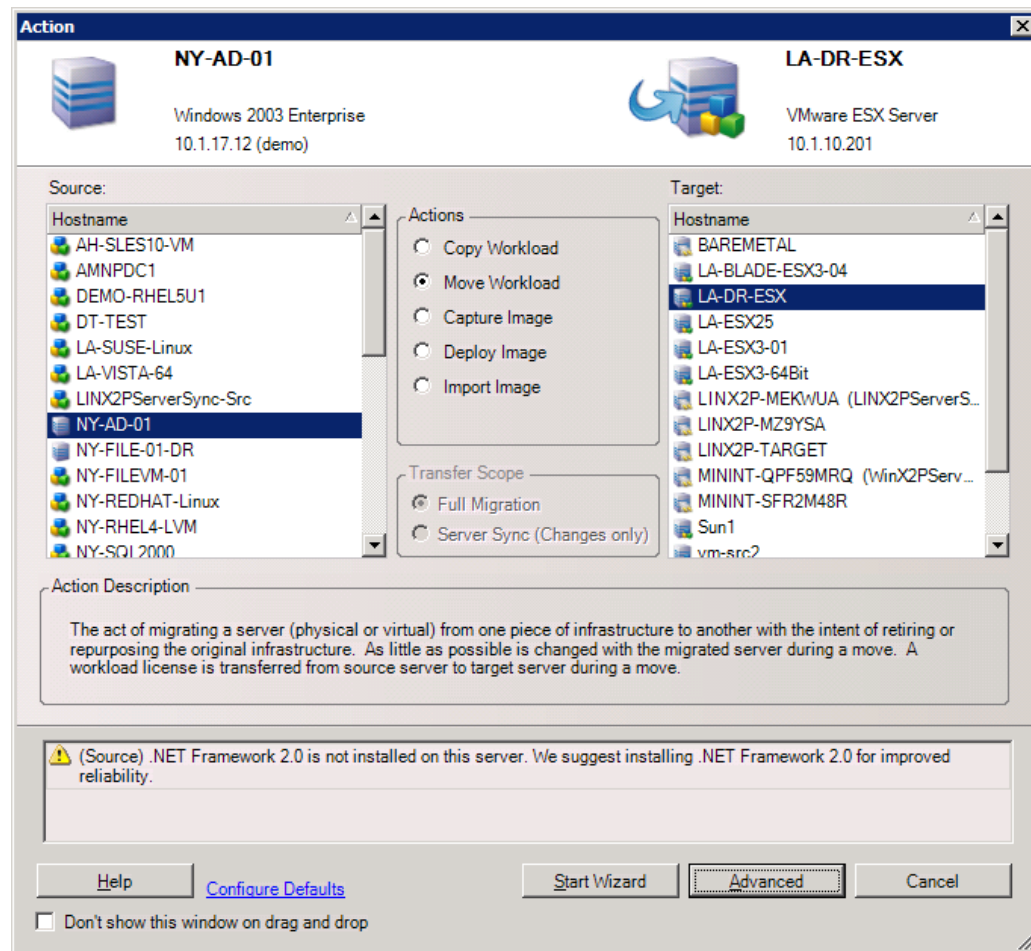 Action
NY-AD-01
Windows 2003 Enterprise
10.1.17.12 (demo)
LA-DR-ESX
VMware ESX Server
10.1.10.201
Source:
Hostname
AH-SLES10-VM
AMNPDC1
DEMO-RHEL5U1
DT-TEST
LA-SUSE-Linux
LA-VISTA-64
LINX2PServerSync-Src
NY-AD-01
NY-FILE-01-DR
NY-FILEVM-01
NY-REDHAT-Linux
NY-RHEL4-LVM
NY-SQL2000
Actions
Copy Workload
Move Workload
Capture Image
Deploy Image
Import Image
Transfer Scope
Full Migration
Server Sync (Changes only)
Target:
Hostname
BAREMETAL
LA-BLADE-ESX3-04
LA-DR-ESX
LA-ESX25
LA-ESX3-01
LA-ESX3-64Bit
LINX2P-MEKWUA (LINX2PServerS...
LINX2P-MZ9YSA
LINX2P-TARGET
MININT-QPF59MRQ (WinX2PServ...
MININT-SFR2M48R
Sun1
vm-src2
Action Description
The act of migrating a server (physical or virtual) from one piece of infrastructure to another with the intent of retiring or
repurposing the original infrastructure. As little as possible is changed with the migrated server during a move. A
workload license is transferred from source server to target server during a move.
(Source) .NET Framework 2.0 is not installed on this server. We suggest installing .NET Framework 2.0 for improved
reliability.
Help
Configure Defaults
Start Wizard
Advanced
Cancel
Don't show this window on drag and drop